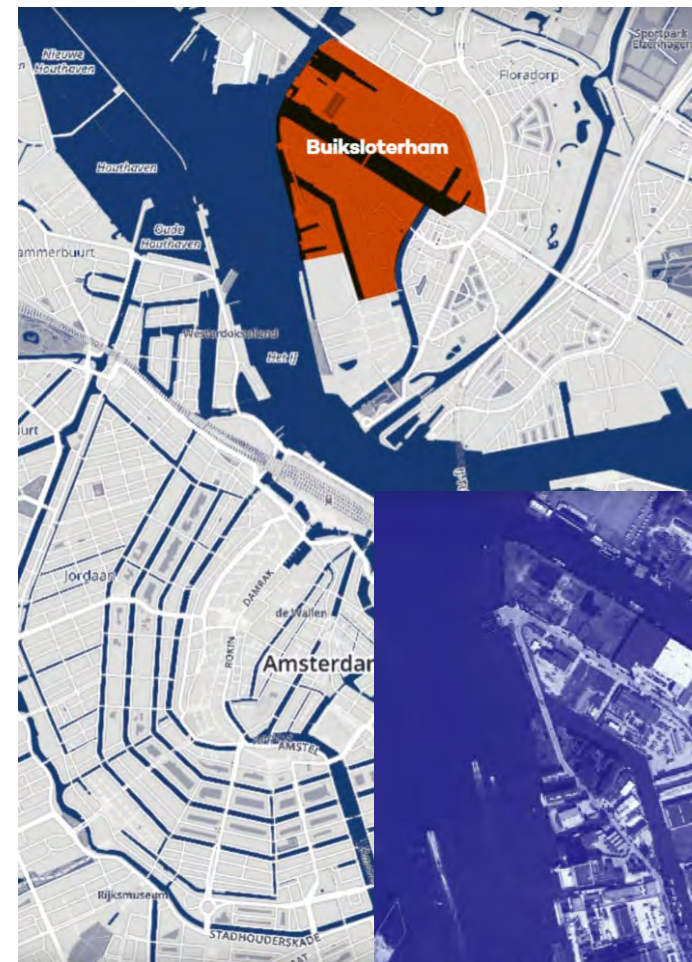 Sportpark
Elzenhagen
Nieuwe
Houthaven
Floradorp
Buiksloterham
Houthaven
Oude
Houthaven
ammerbuurt
Westerdokseiland
Het IJ
urt
Jordaan
DAMRAK
de Wallen
ROKIN
Amsterdar
AMSTEL
Rijksmuseum
STADHOUDERSKADE